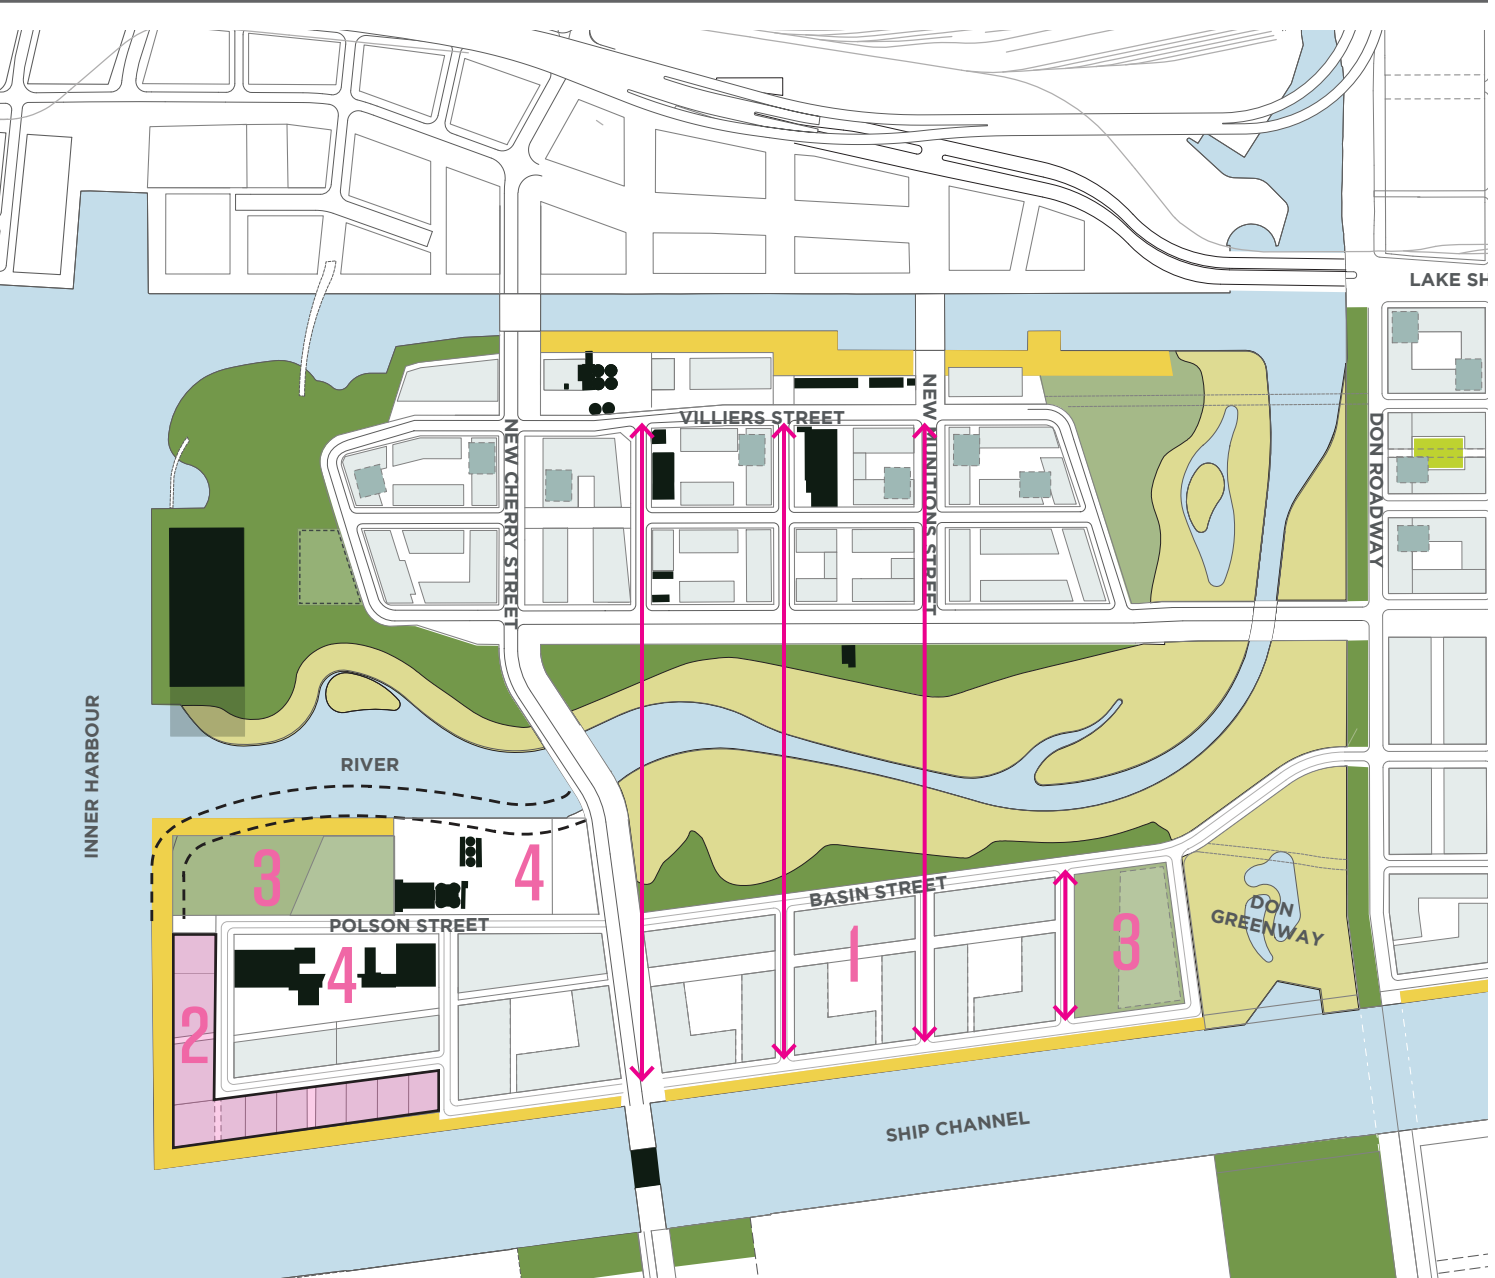 LAKE SH
VILLIERS STREET
NEW CHERRY STREET
NEW MUNITIONS STREET
DON ROADWAY
INNER HARBOUR
RIVER
3
4
POLSON STREET
BASIN STREET
DON
GREENWAY
4
1
3
2
SHIP CHANNEL